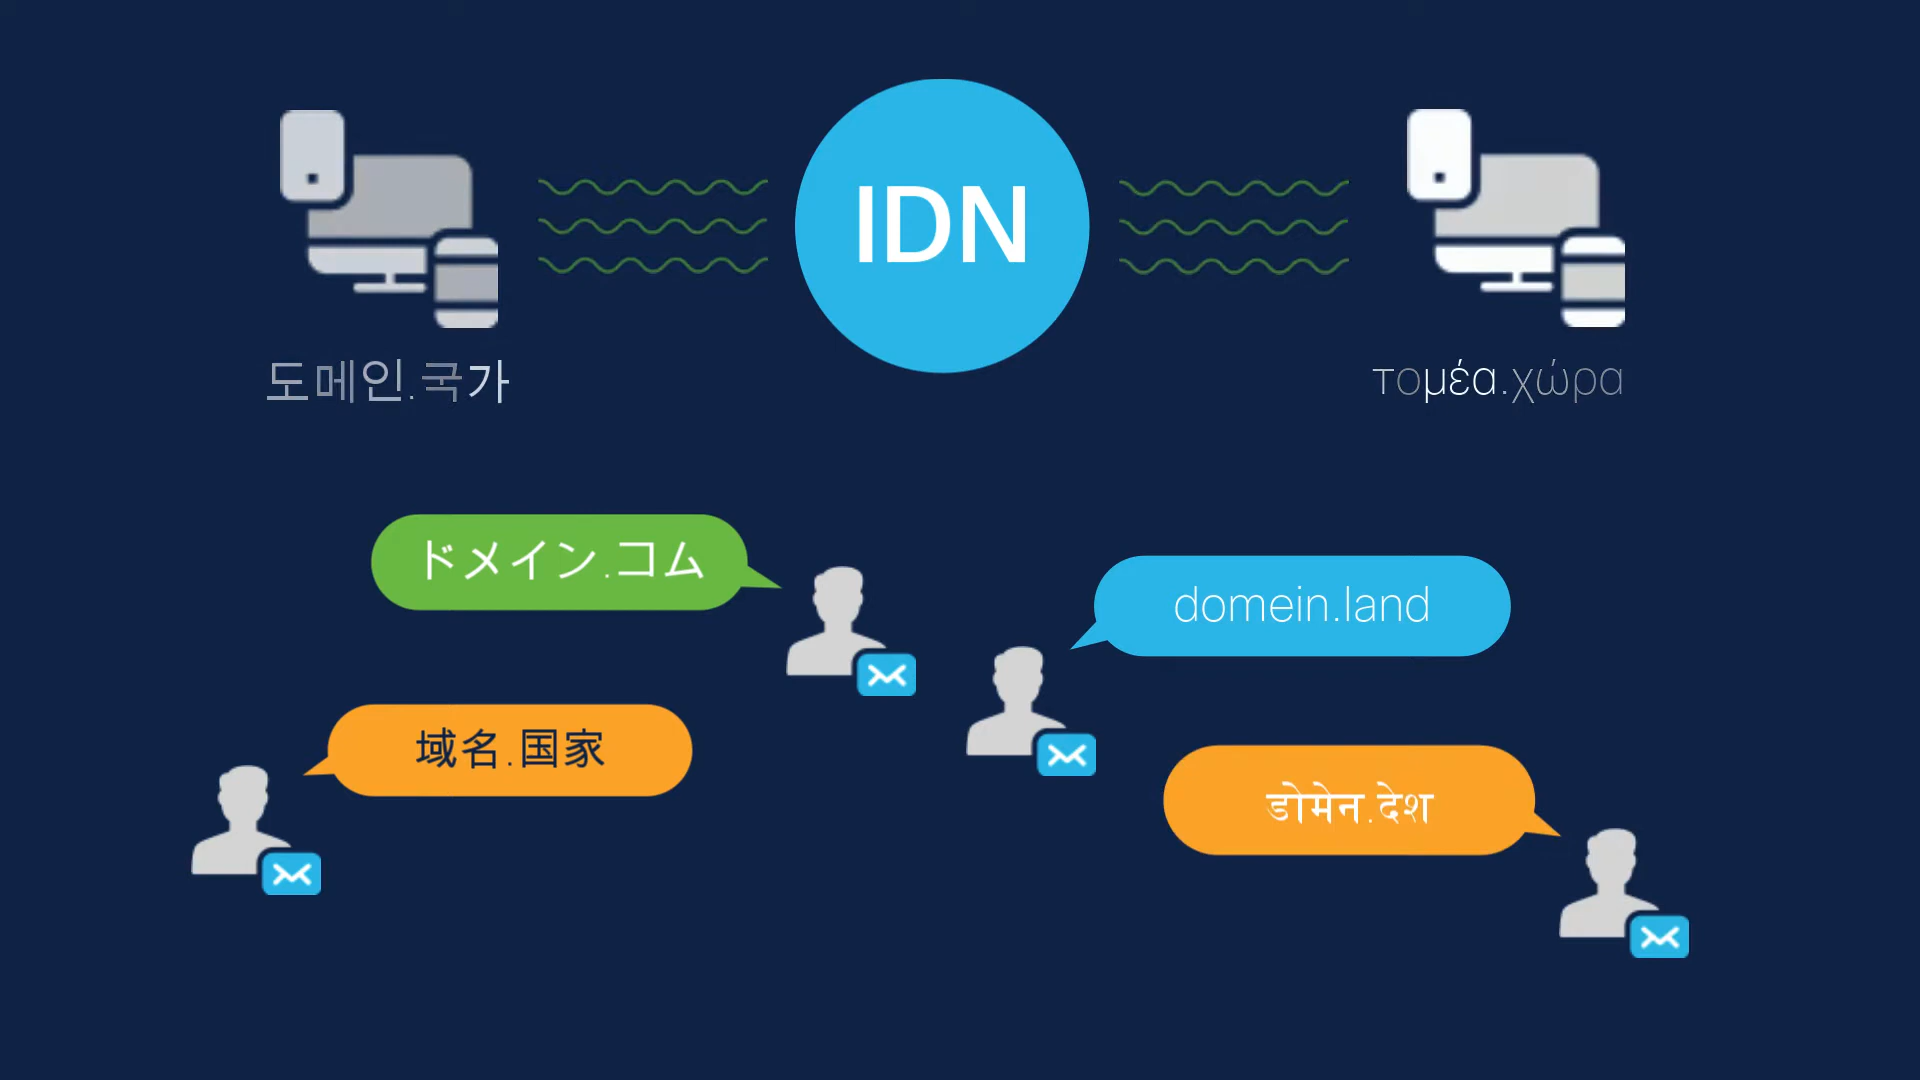 IDN
도메인.국가
τομέα.χώρα
ドメイン.コム
domein.land
域名.国家
डोमेन.देश